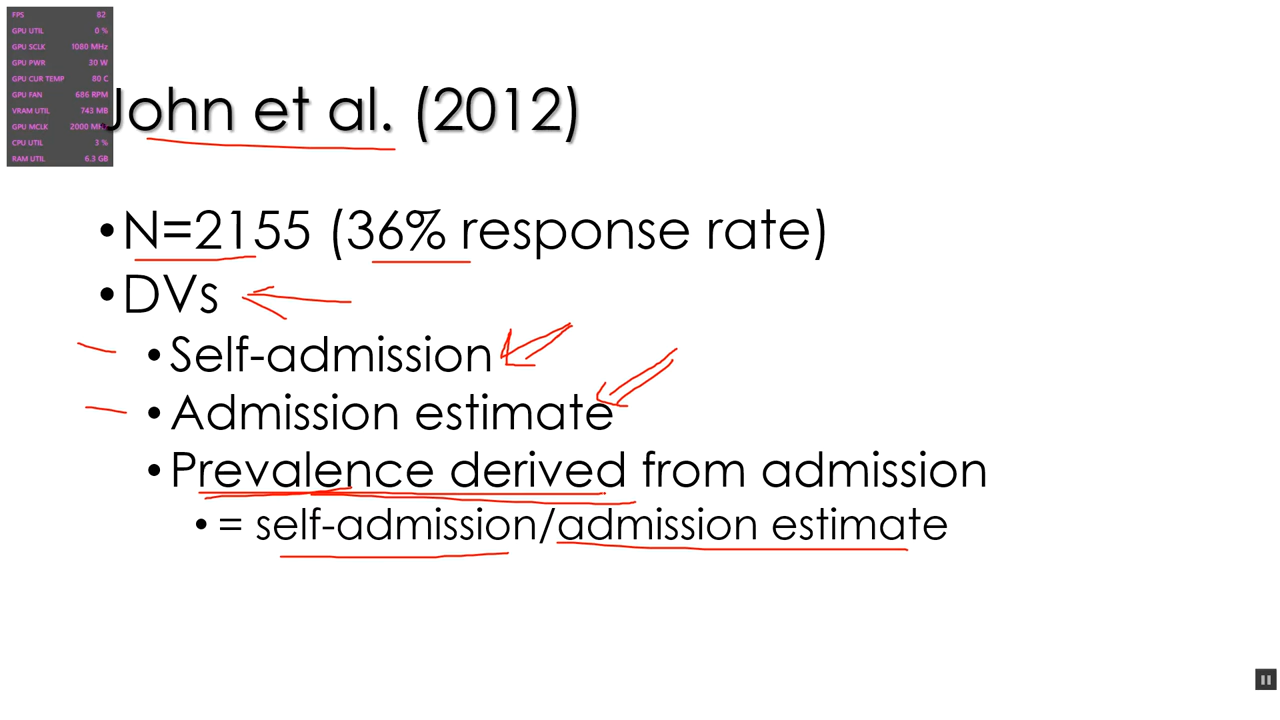 FPS 82
GPU UTIL 0 %
GPU SCLK 1080 MHz
GPU PWR 30 W
GPU CUR TEMP 80 C
GPU FAN 686 RPM
VRAM UTIL 743 MB
GPU MCLK 2000 MHz
CPU UTIL 3 %
RAM UTIL 6.3 GB
John et al. (2012)
•N=2155 (36% response rate)
•DVs
•Self-admission
•Admission estimate
•Prevalence derived from admission
•= self-admission/admission estimate